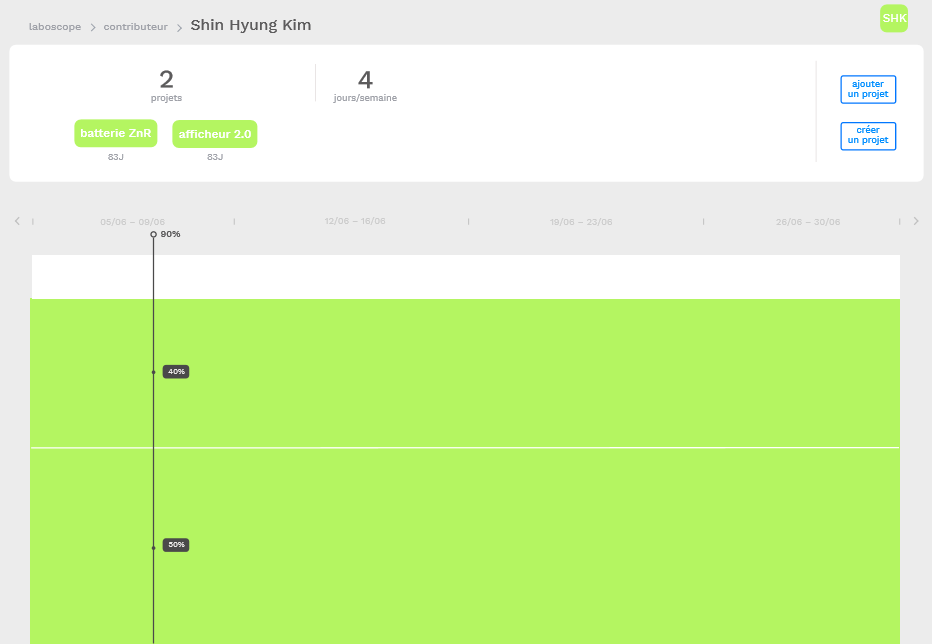 laboscope > contributeur > Shin Hyung Kim
SHK
2
projets
4
jours/semaine
batterie ZnR
83J
afficheur 2.0
83J
ajouter
un projet
créer
un projet
05/06 – 09/06
12/06 – 16/06
19/06 – 23/06
26/06 – 30/06
90%
40%
50%